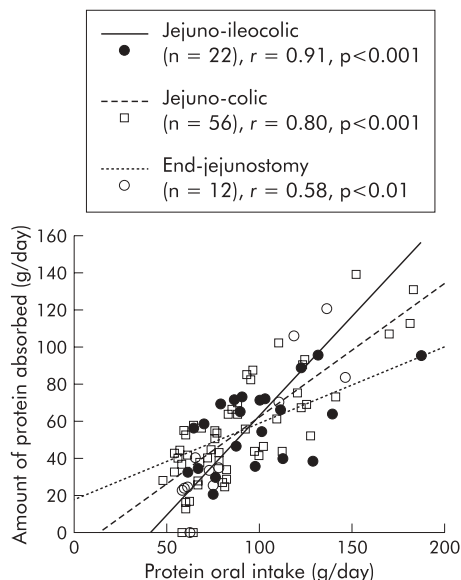 Jejuno-ileocolic
(n = 22), r = 0.91, p<0.001
Jejuno-colic
(n = 56), r = 0.80, p<0.001
End-jejunostomy
(n = 12), r = 0.58, p<0.01
Amount of protein absorbed (g/day)
160
140
120
100
80
60
40
20
0
0 50 100 150 200
Protein oral intake (g/day)